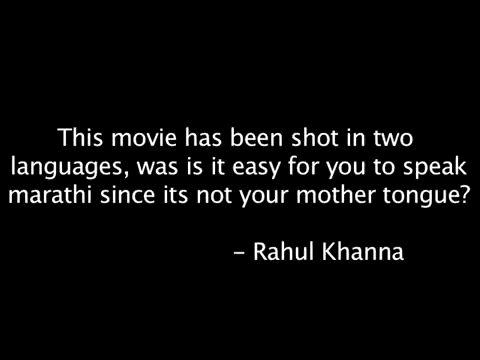 This movie has been shot in two
languages, was is it easy for you to speak
marathi since its not your mother tongue?
– Rahul Khanna